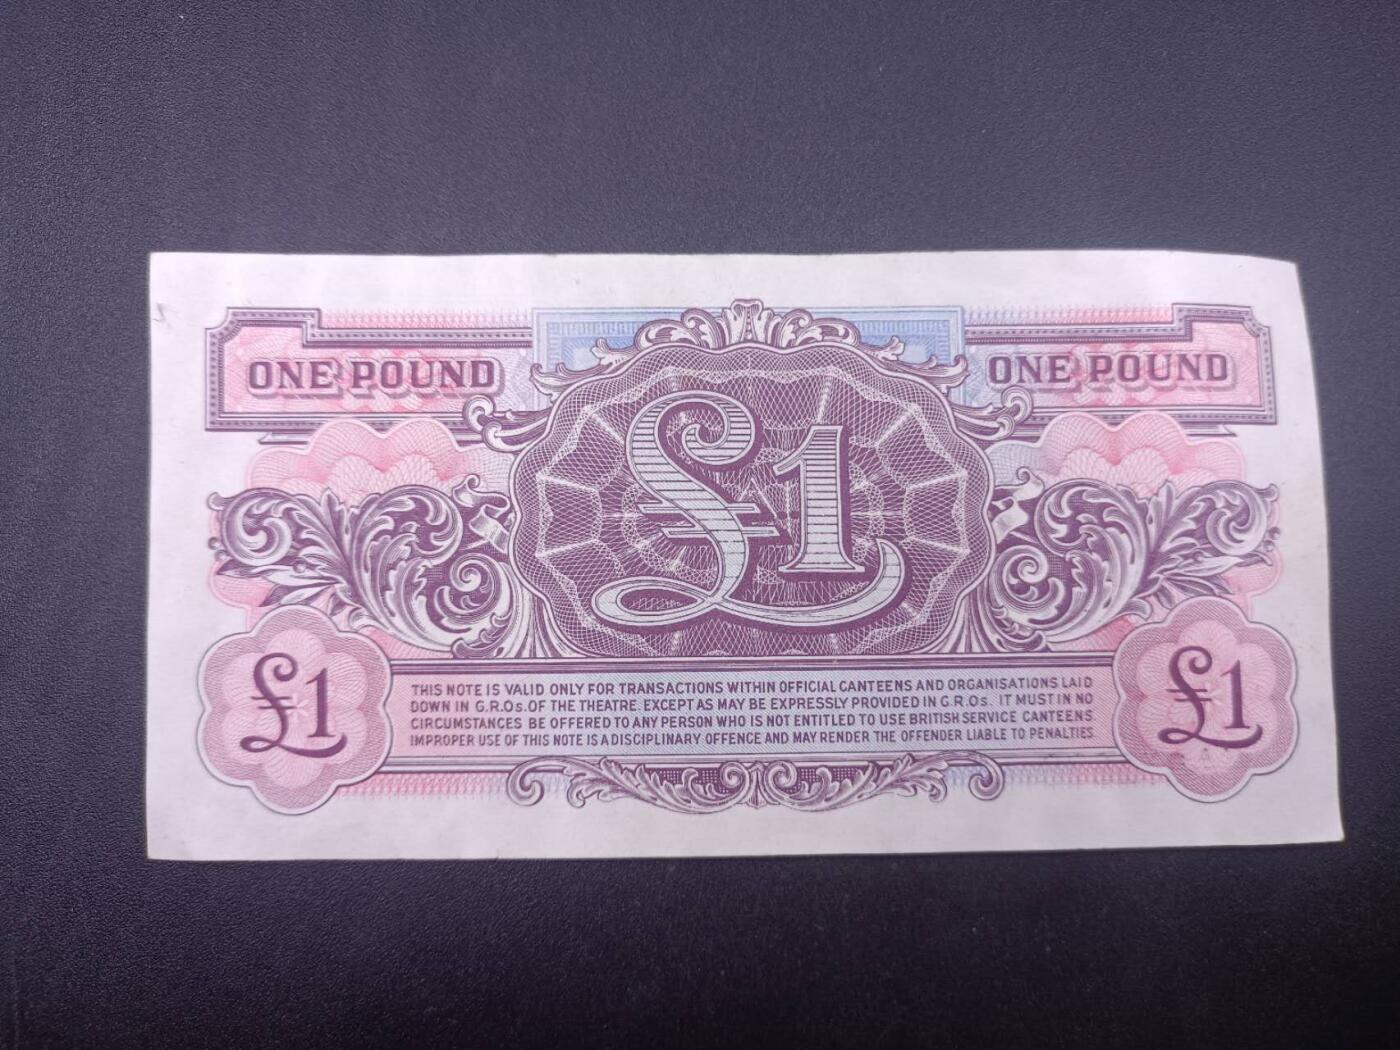 ONE POUND
ONE POUND
£1
THIS NOTE IS VALID ONLY FOR TRANSACTIONS WITHIN OFFICIAL CANTEENS AND ORGANISATIONS LAID
DOWN IN G.R.Os. OF THE THEATRE. EXCEPT AS MAY BE EXPRESSLY PROVIDED IN G.R.Os. IT MUST IN NO
CIRCUMSTANCES BE OFFERED TO ANY PERSON WHO IS NOT ENTITLED TO USE BRITISH SERVICE CANTEENS.
IMPROPER USE OF THIS NOTE IS A DISCIPLINARY OFFENCE AND MAY RENDER THE OFFENDER LIABLE TO PENALTIES.
£1
£1